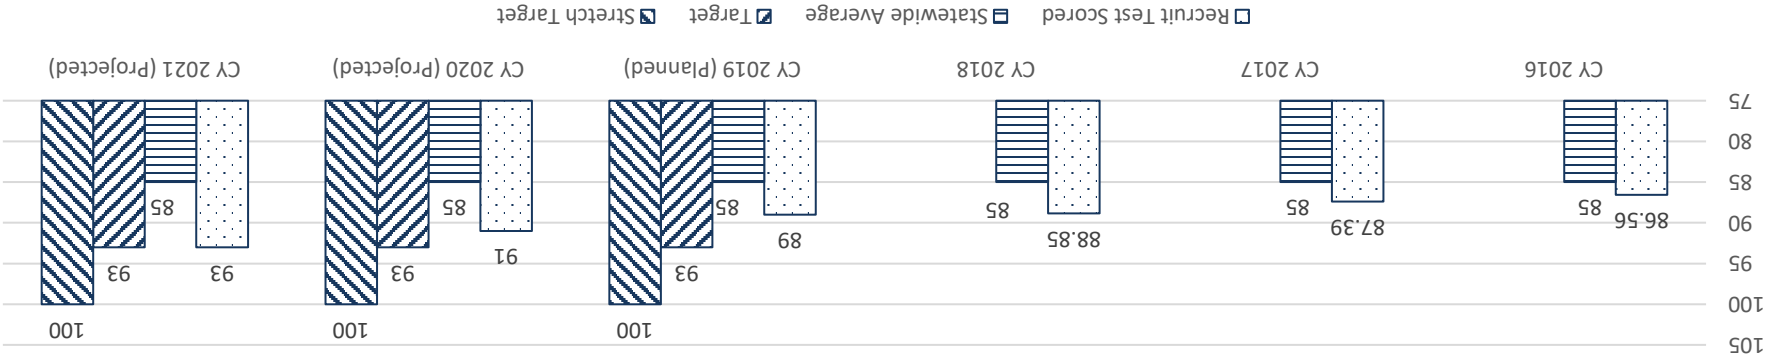 105
100
95
90
85
80
75
86.56
85
87.39
85
88.85
85
89
85
93
100
91
85
93
100
93
85
93
100
CY 2016
CY 2017
CY 2018
CY 2019 (Planned)
CY 2020 (Projected)
CY 2021 (Projected)
Recruit Test Scored
Statewide Average
Target
Stretch Target